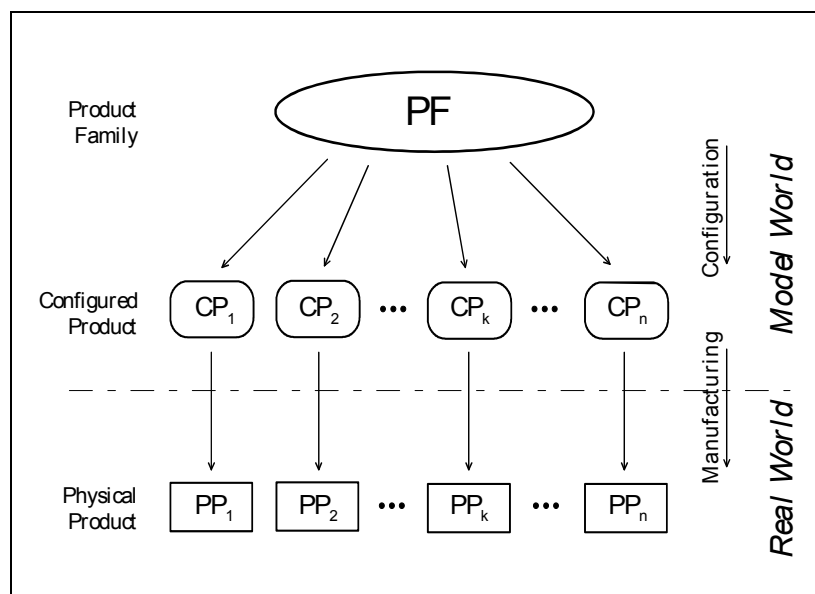 PF
Product
Family
Configuration
Model World
Configured
Product
CP₁
CP₂
•••
CPₖ
•••
CPₙ
Manufacturing
Real World
Physical
Product
PP₁
PP₂
•••
PPₖ
•••
PPₙ